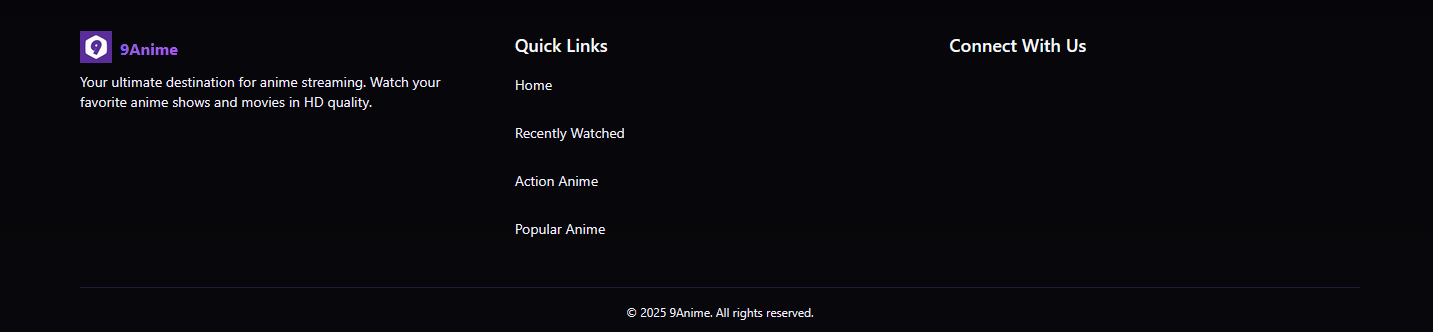 9 9Anime
Your ultimate destination for anime streaming. Watch your
favorite anime shows and movies in HD quality.
Quick Links
Home
Recently Watched
Action Anime
Popular Anime
Connect With Us
© 2025 9Anime. All rights reserved.